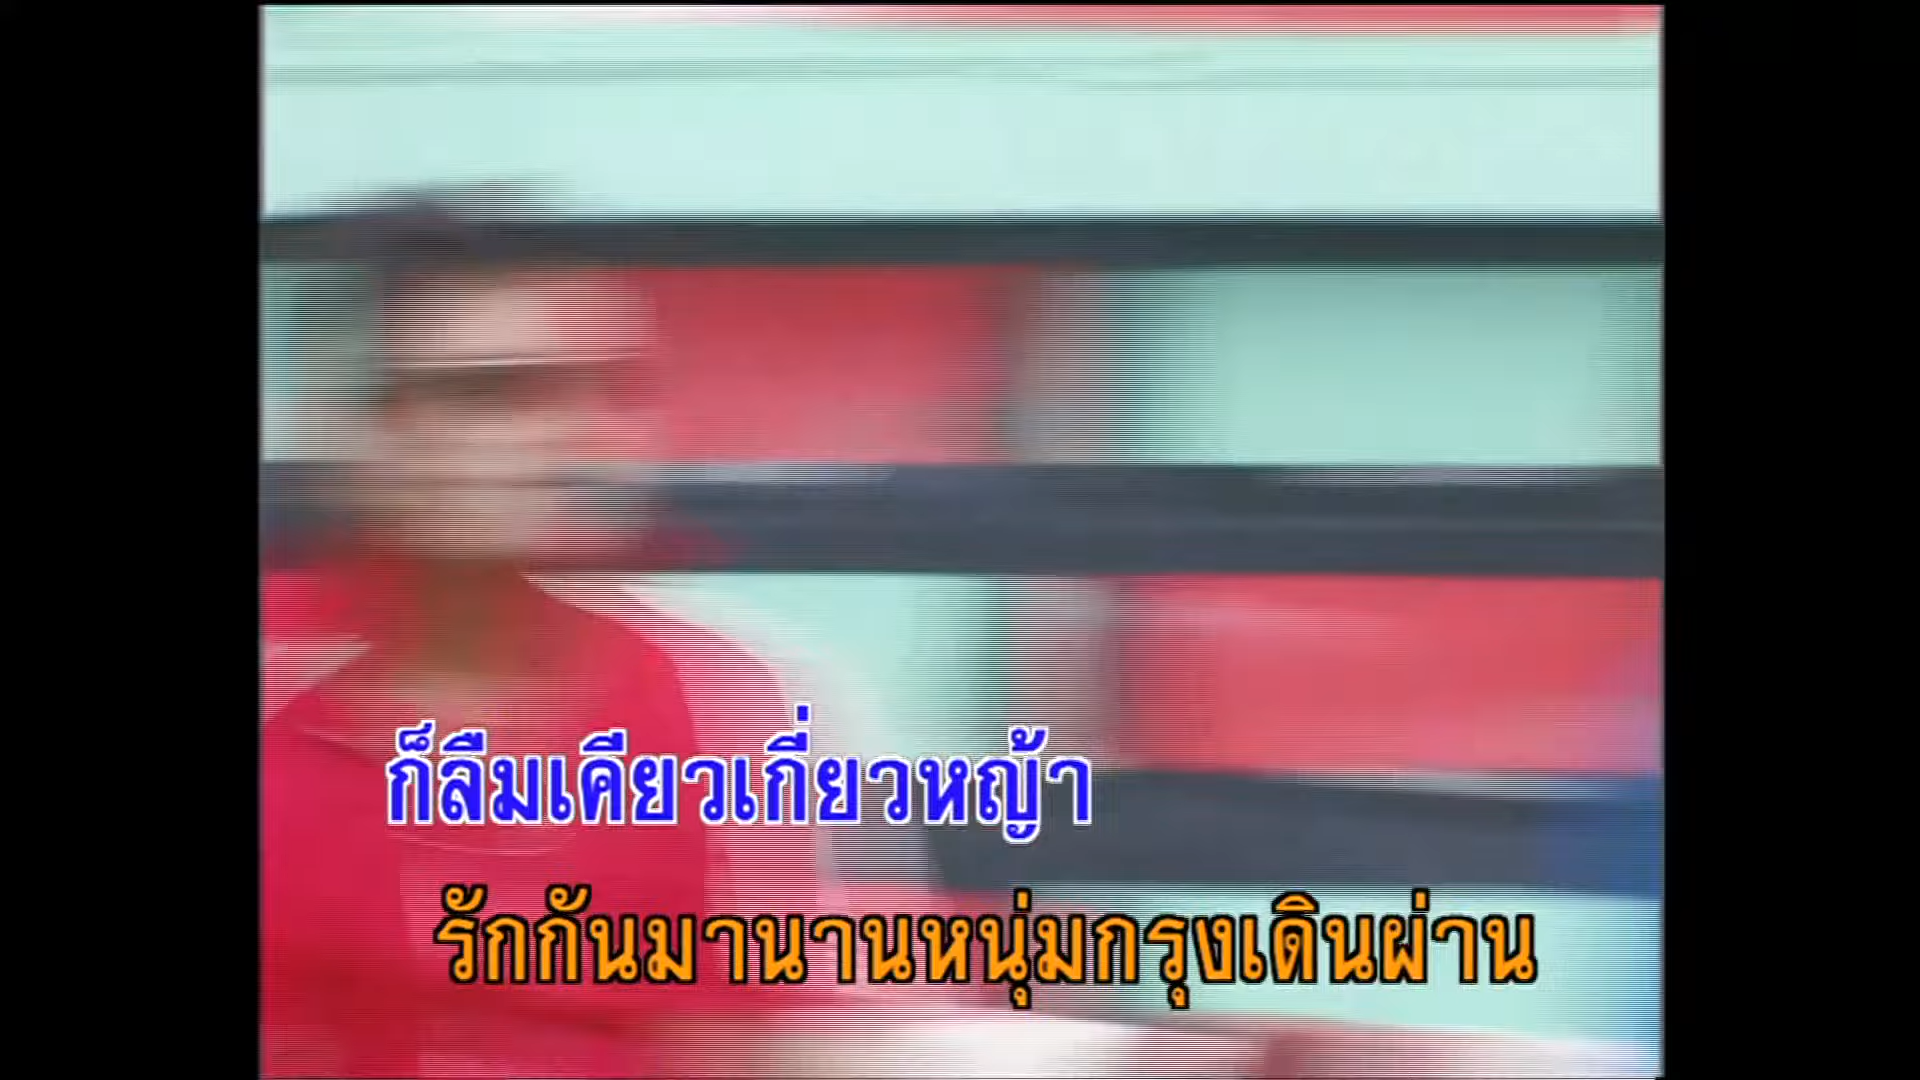 ก็ลืมเคียวเกี่ยวหญ้า
รักกันมานานหนุ่มกรุงเดินผ่าน